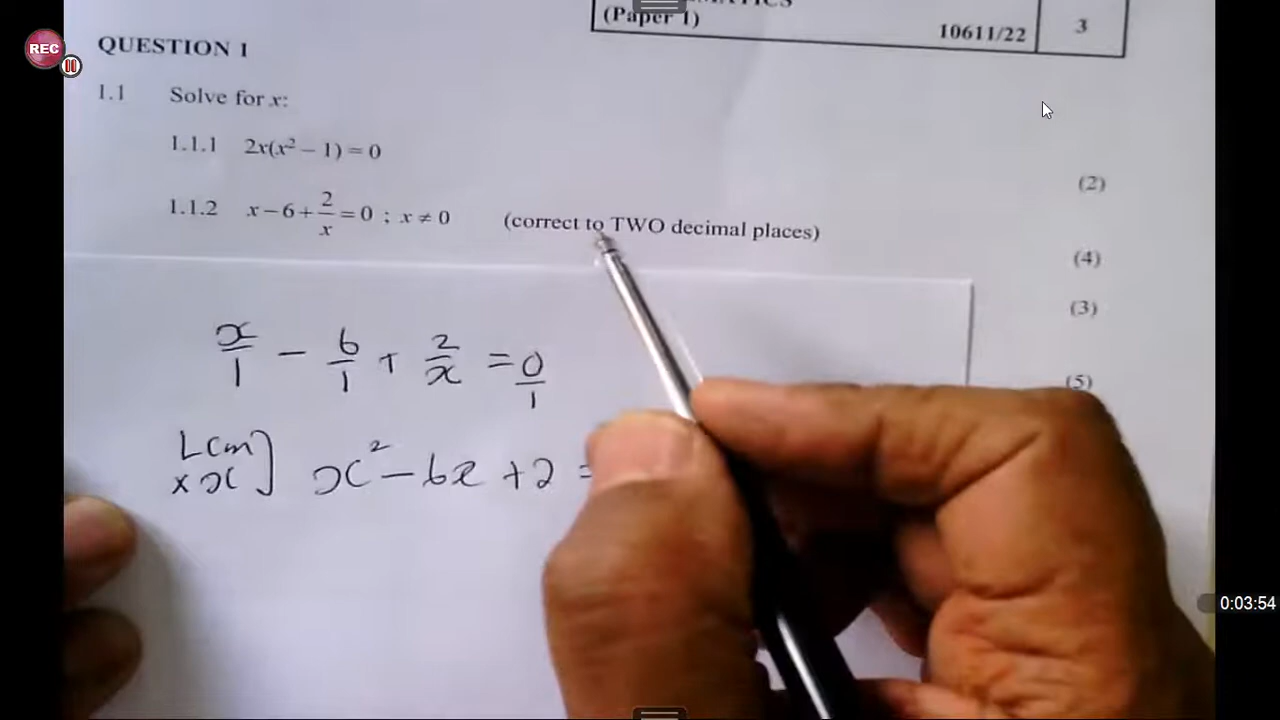 (Paper 1)
10611/22
3
REC
QUESTION 1
1.1 Solve for x:
1.1.1 2x(x² − 1) = 0
(2)
1.1.2 x − 6 + 2/x = 0 ; x ≠ 0 (correct to TWO decimal places)
(4)
(3)
x/1 − 6/1 + 2/x = 0/1
(5)
LCM
× x] x² − 6x + 2 =
0:03:54